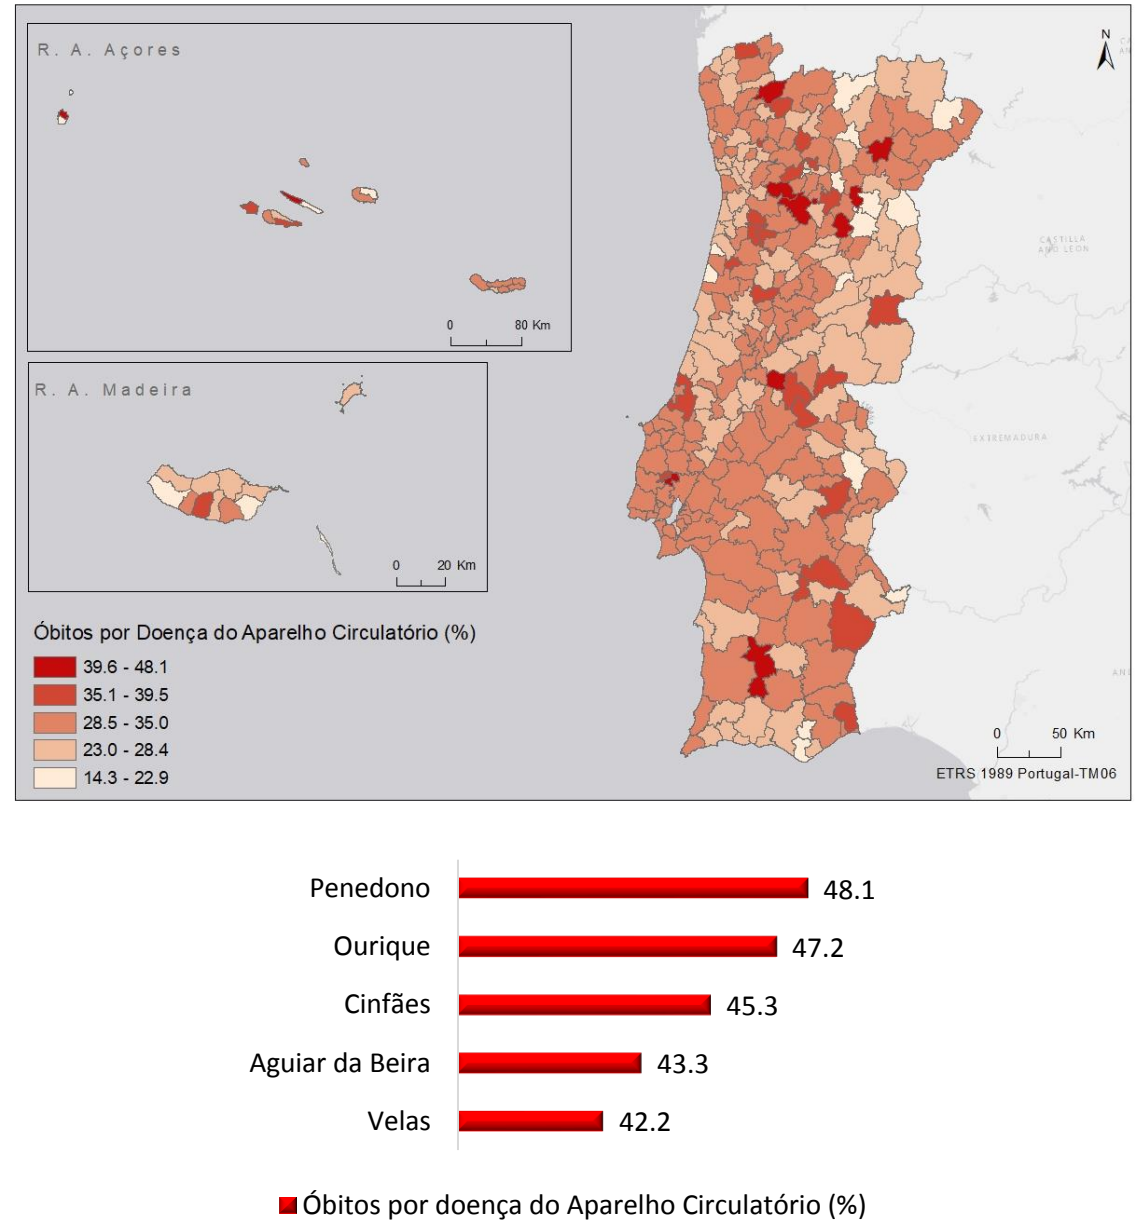 R. A. Açores
0 80 Km
R. A. Madeira
0 20 Km
N
CASTILLA
AND LEON
EXTREMADURA
Óbitos por Doença do Aparelho Circulatório (%)
39.6 - 48.1
35.1 - 39.5
28.5 - 35.0
23.0 - 28.4
14.3 - 22.9
0 50 Km
ETRS 1989 Portugal-TM06
Penedono 48.1
Ourique 47.2
Cinfães 45.3
Aguiar da Beira 43.3
Velas 42.2
Óbitos por doença do Aparelho Circulatório (%)